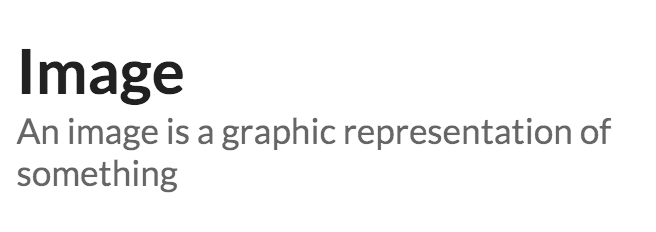 Image
An image is a graphic representation of
something